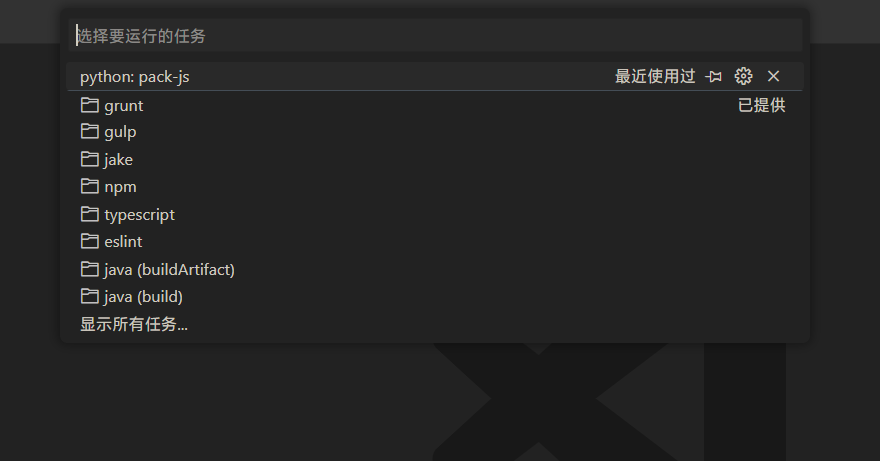 选择要运行的任务
python: pack-js 最近使用过
grunt 已提供
gulp
jake
npm
typescript
eslint
java (buildArtifact)
java (build)
显示所有任务...